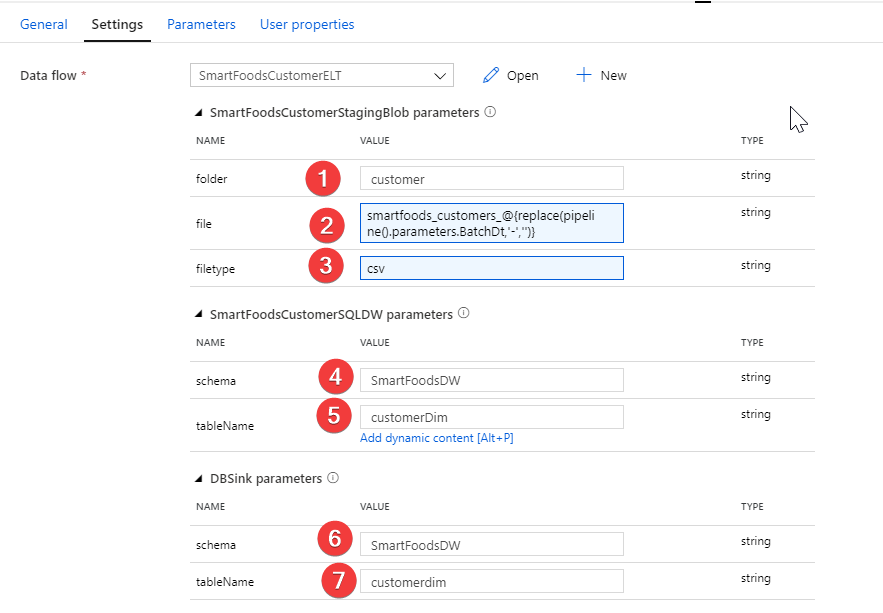 General Settings Parameters User properties
Data flow * SmartFoodsCustomerELT Open New
SmartFoodsCustomerStagingBlob parameters
NAME VALUE TYPE
folder 1 customer string
file 2 smartfoods_customers_@{replace(pipeli
ne().parameters.BatchDt,'-','')} string
filetype 3 csv string
SmartFoodsCustomerSQLDW parameters
NAME VALUE TYPE
schema 4 SmartFoodsDW string
tableName 5 customerDim string
Add dynamic content [Alt+P]
DBSink parameters
NAME VALUE TYPE
schema 6 SmartFoodsDW string
tableName 7 customerdim string